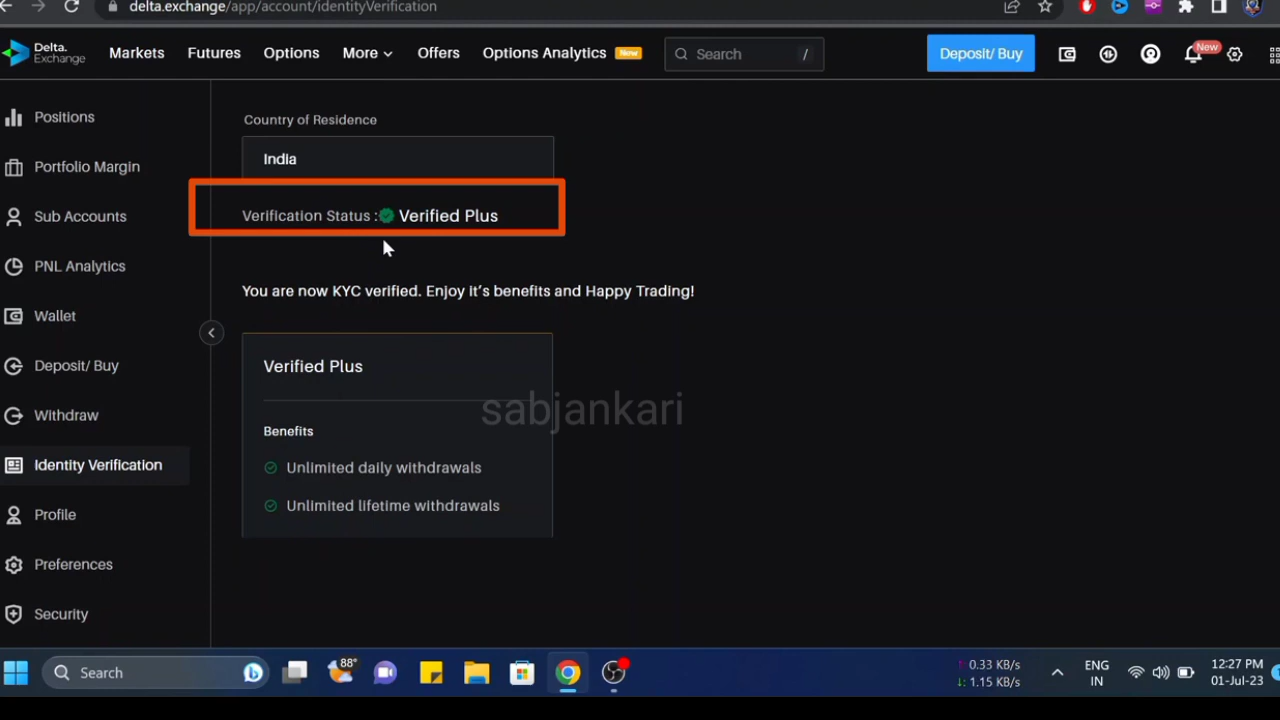 delta.exchange/app/account/identityVerification
Delta.
Exchange
Markets
Futures
Options
More
Offers
Options Analytics
New
Search
/
Deposit/ Buy
New
Positions
Portfolio Margin
Sub Accounts
PNL Analytics
Wallet
Deposit/ Buy
Withdraw
Identity Verification
Profile
Preferences
Security
Country of Residence
India
Verification Status : Verified Plus
You are now KYC verified. Enjoy it's benefits and Happy Trading!
Verified Plus
sabjankari
Benefits
Unlimited daily withdrawals
Unlimited lifetime withdrawals
Search
88°
0.33 KB/s
1.15 KB/s
ENG
IN
12:27 PM
01-Jul-23